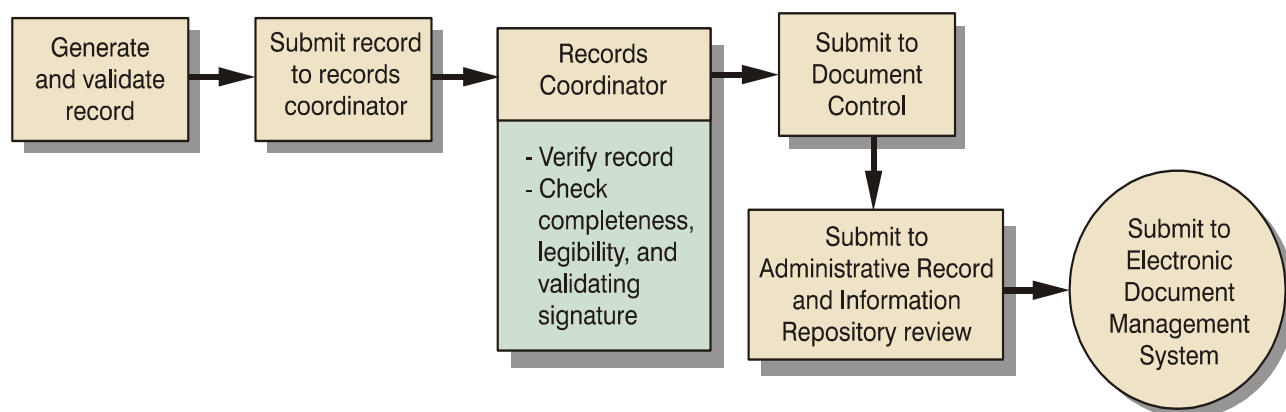 Generate
and validate
record
Submit record
to records
coordinator
Records
Coordinator
- Verify record
- Check
completeness,
legibility, and
validating
signature
Submit to
Document
Control
Submit to
Administrative Record
and Information
Repository review
Submit to
Electronic
Document
Management
System